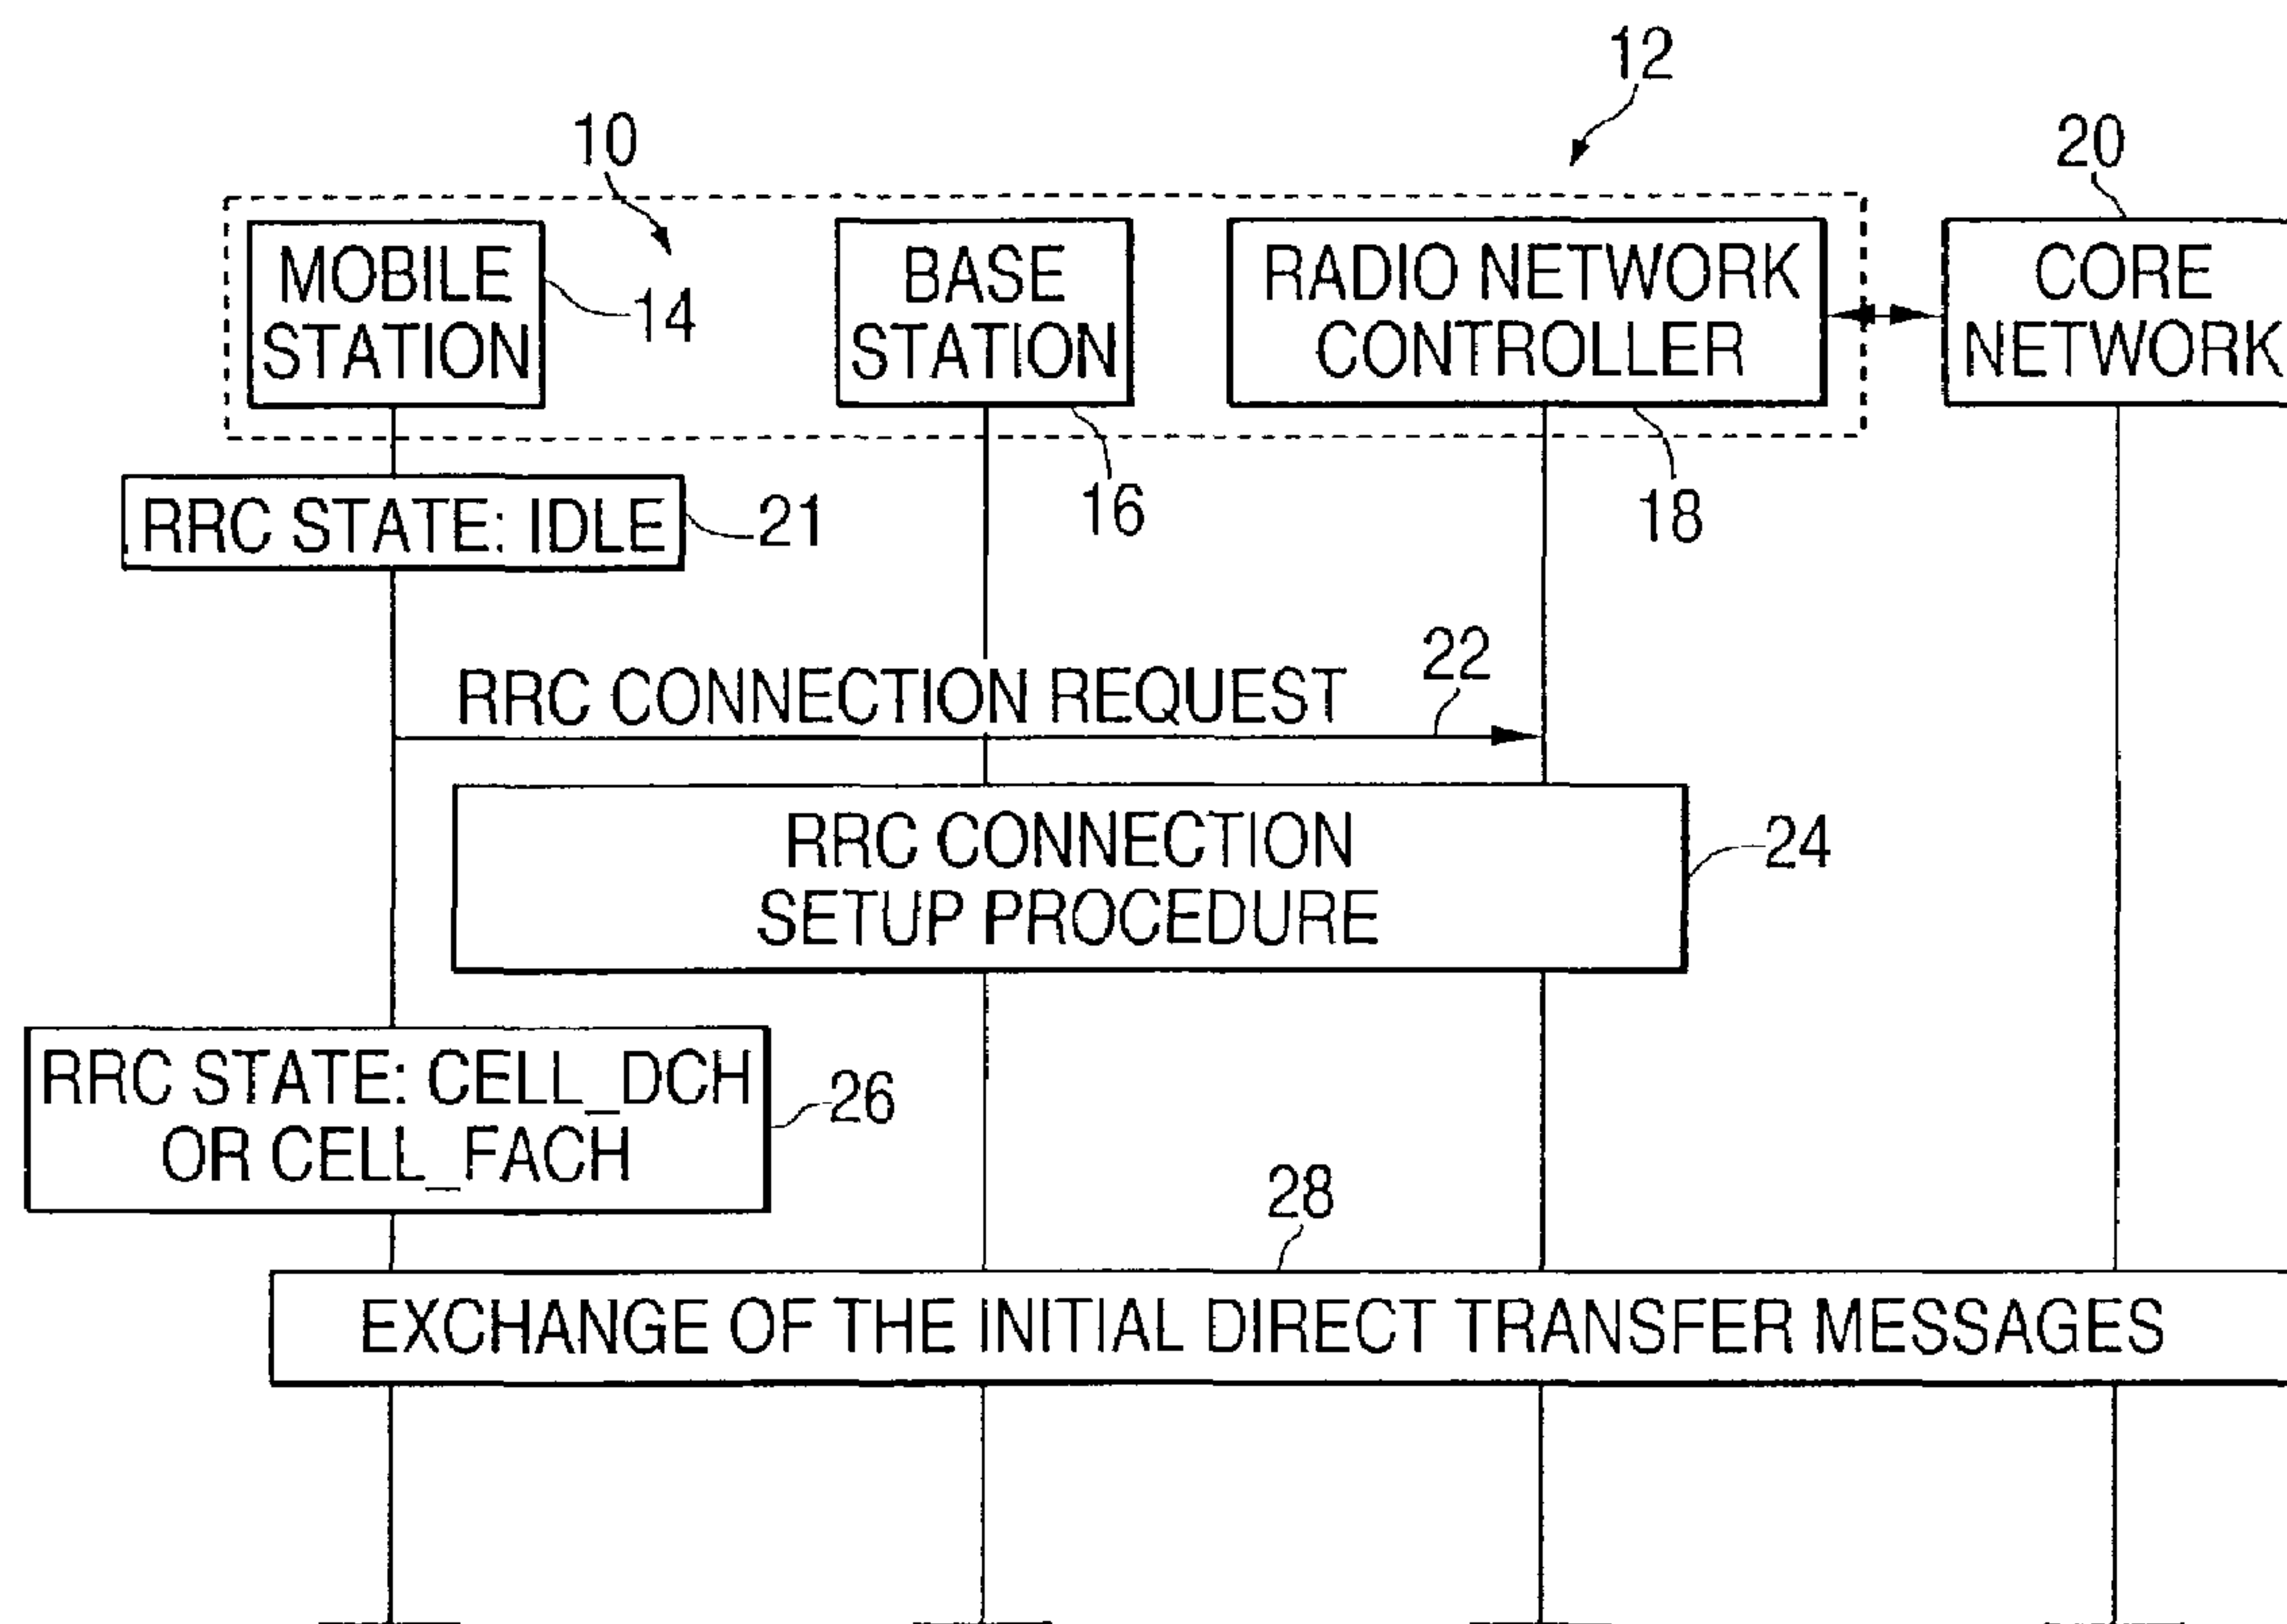 12
10
20
MOBILE
STATION
14
BASE
STATION
RADIO NETWORK
CONTROLLER
CORE
NETWORK
16
18
RRC STATE: IDLE
21
RRC CONNECTION REQUEST
22
RRC CONNECTION
SETUP PROCEDURE
24
RRC STATE: CELL_DCH
OR CELL_FACH
26
28
EXCHANGE OF THE INITIAL DIRECT TRANSFER MESSAGES